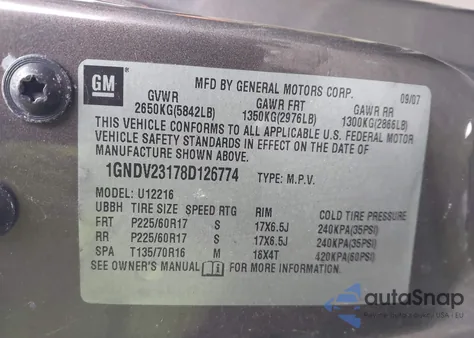 GM
MFD BY GENERAL MOTORS CORP. 09/07
GVWR GAWR FRT GAWR RR
2650KG(5842LB) 1350KG(2976LB) 1300KG(2866LB)
THIS VEHICLE CONFORMS TO ALL APPLICABLE U.S. FEDERAL MOTOR
VEHICLE SAFETY STANDARDS IN EFFECT ON THE DATE OF
MANUFACTURE SHOWN ABOVE.
1GNDV23178D126774 TYPE: M.P.V.
MODEL: U12216
UBBH TIRE SIZE SPEED RTG RIM COLD TIRE PRESSURE
FRT P225/60R17 S 17X6.5J 240KPA(35PSI)
RR P225/60R17 S 17X6.5J 240KPA(35PSI)
SPA T135/70R16 M 16X4T 420KPA(60PSI)
SEE OWNER'S MANUAL FOR MORE INFORMATION
autoSnap